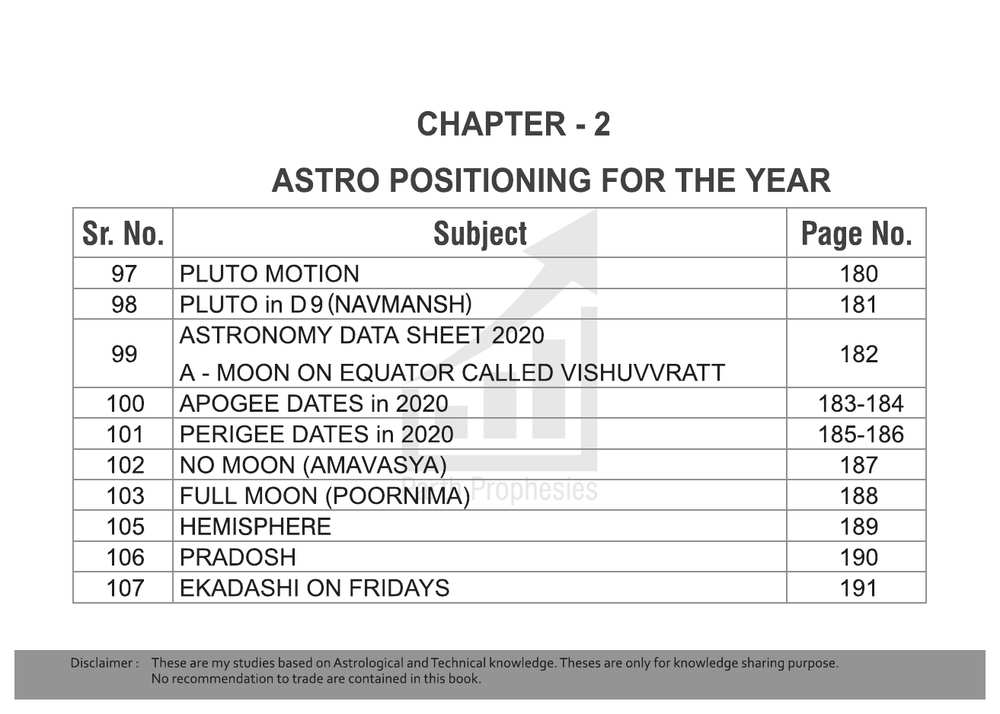 CHAPTER - 2
ASTRO POSITIONING FOR THE YEAR
Sr. No. Subject Page No.
97 PLUTO MOTION 180
98 PLUTO in D 9 (NAVMANSH) 181
99 ASTRONOMY DATA SHEET 2020
A - MOON ON EQUATOR CALLED VISHUVVRATT 182
100 APOGEE DATES in 2020 183-184
101 PERIGEE DATES in 2020 185-186
102 NO MOON (AMAVASYA) 187
103 FULL MOON (POORNIMA) 188
Prophesies
105 HEMISPHERE 189
106 PRADOSH 190
107 EKADASHI ON FRIDAYS 191
Disclaimer : These are my studies based on Astrological and Technical knowledge. Theses are only for knowledge sharing purpose.
No recommendation to trade are contained in this book.